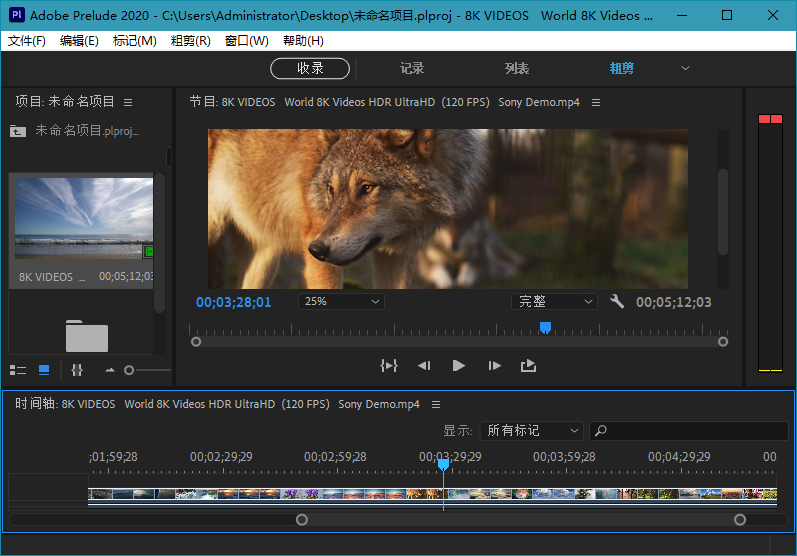 Pl Adobe Prelude 2020 - C:\Users\Administrator\Desktop\未命名项目.plproj - 8K VIDEOS   World 8K Videos ...
文件(F) 编辑(E) 标记(M) 粗剪(R) 窗口(W) 帮助(H)
收录 记录 列表 粗剪
项目: 未命名项目
未命名项目.plproj...
8K VIDEOS ... 00;05;12;03
节目: 8K VIDEOS   World 8K Videos HDR UltraHD  (120 FPS)   Sony Demo.mp4
00;03;28;01 25% 完整 00;05;12;03
时间轴: 8K VIDEOS   World 8K Videos HDR UltraHD  (120 FPS)   Sony Demo.mp4
显示: 所有标记
;01;59;28 00;02;29;29 00;02;59;28 00;03;29;29 00;03;59;28 00;04;29;29 00